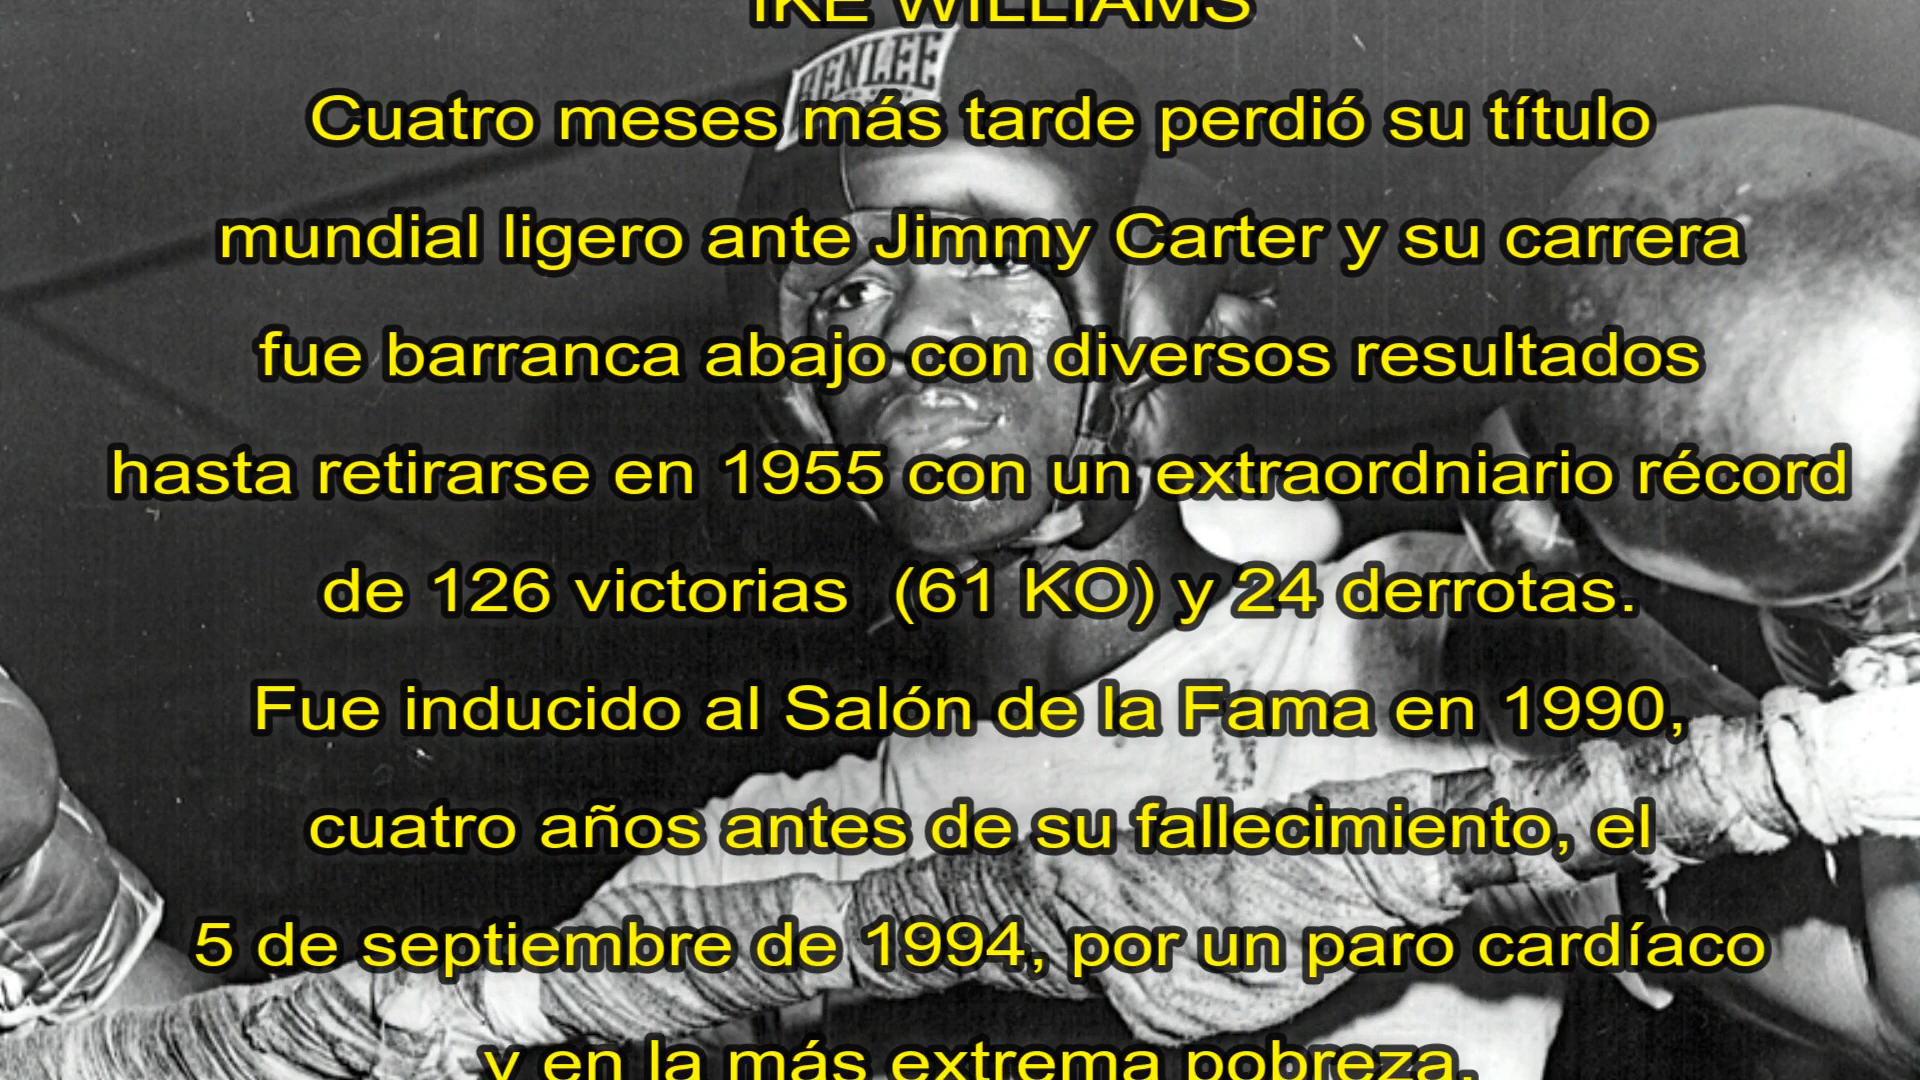 IKE WILLIAMS
BENLEE
Cuatro meses más tarde perdió su título
mundial ligero ante Jimmy Carter y su carrera
fue barranca abajo con diversos resultados
hasta retirarse en 1955 con un extraordniario récord
de 126 victorias  (61 KO) y 24 derrotas.
Fue inducido al Salón de la Fama en 1990,
cuatro años antes de su fallecimiento, el
5 de septiembre de 1994, por un paro cardíaco
y en la más extrema pobreza.